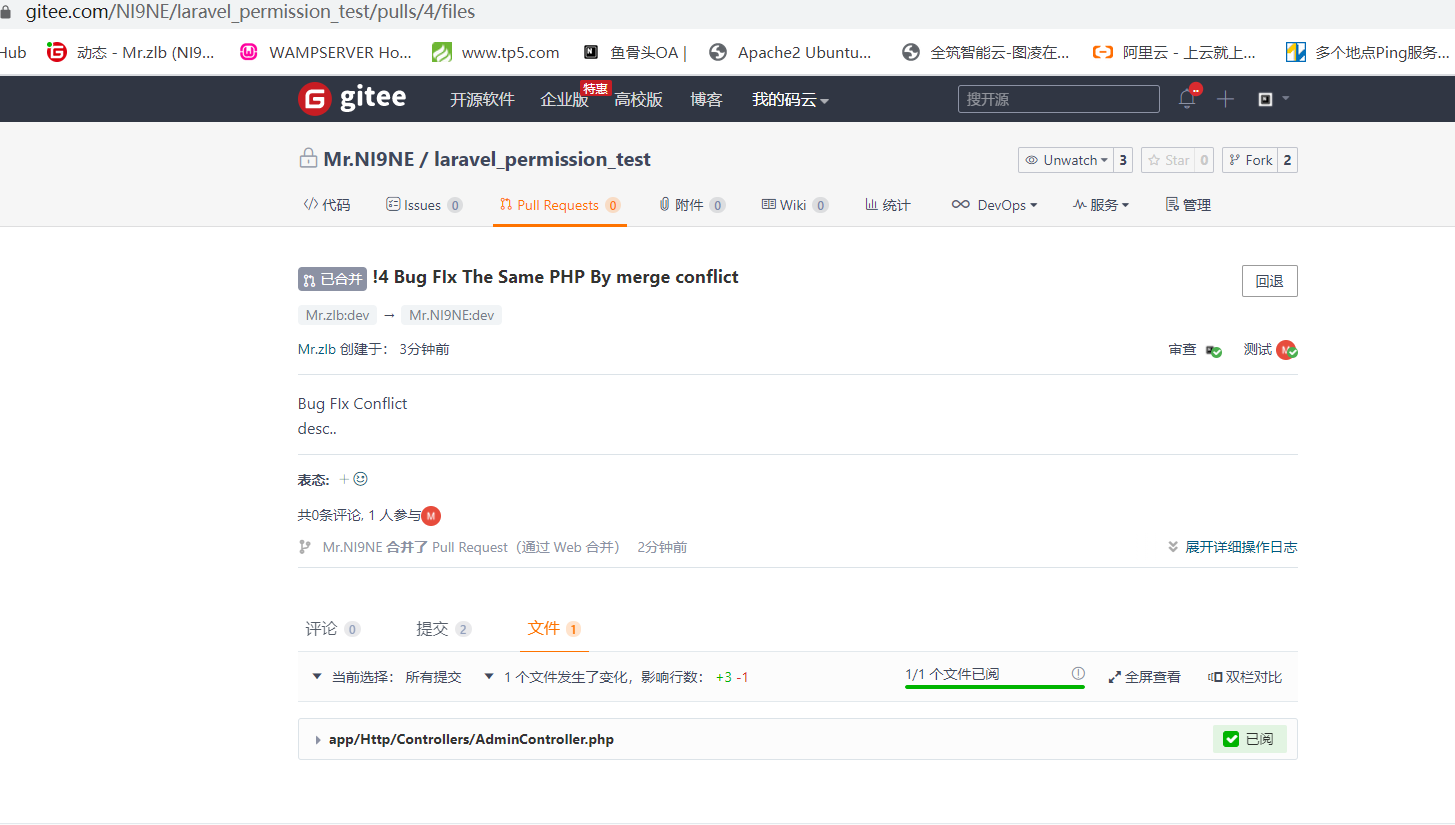 gitee.com/NI9NE/laravel_permission_test/pulls/4/files
Hub 动态 - Mr.zlb (NI9... WAMPSERVER Ho... www.tp5.com 鱼骨头OA | Apache2 Ubuntu... 全筑智能云-图凌在... 阿里云 - 上云就上... 多个地点Ping服务...
gitee 开源软件 企业版 特惠 高校版 博客 我的码云 搜开源
Mr.NI9NE / laravel_permission_test Unwatch 3 Star 0 Fork 2
代码 Issues 0 Pull Requests 0 附件 0 Wiki 0 统计 DevOps 服务 管理
已合并 !4 Bug FIx The Same PHP By merge conflict 回退
Mr.zlb:dev → Mr.NI9NE:dev
Mr.zlb 创建于： 3分钟前 审查 测试 M
Bug FIx Conflict
desc..
表态: +
共0条评论, 1 人参与 M
Mr.NI9NE 合并了 Pull Request（通过 Web 合并） 2分钟前 展开详细操作日志
评论 0 提交 2 文件 1
当前选择： 所有提交 1 个文件发生了变化，影响行数： +3 -1 1/1 个文件已阅 全屏查看 双栏对比
app/Http/Controllers/AdminController.php 已阅